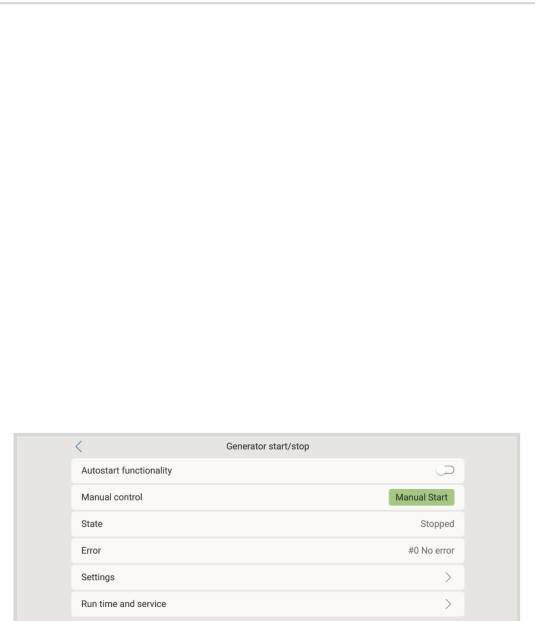 Generator start/stop
Autostart functionality
Manual control Manual Start
State Stopped
Error #0 No error
Settings
Run time and service